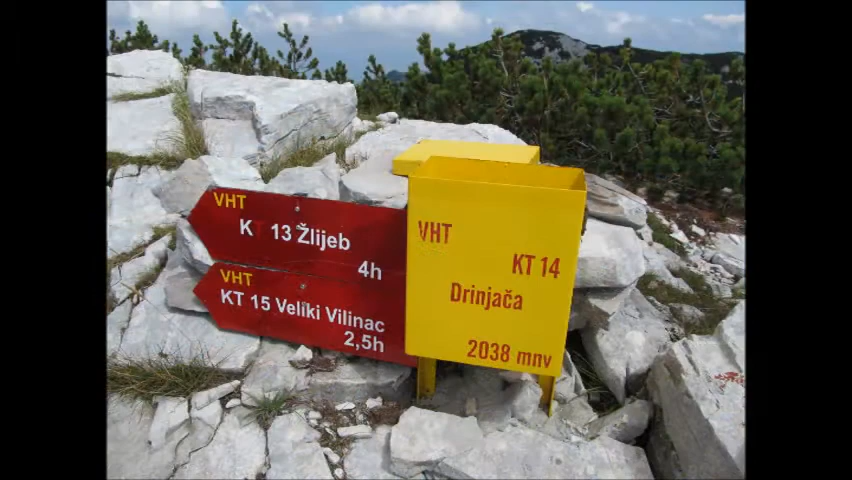 VHT
KT 13 Žlijeb
4h
VHT
KT 15 Veliki Vilinac
2,5h
VHT
KT 14
Drinjača
2038 mnv